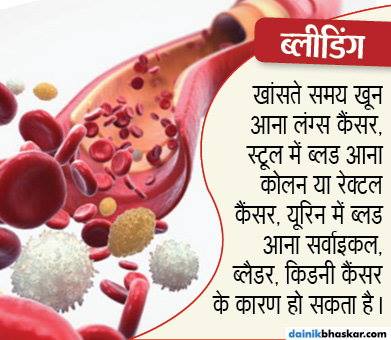 ब्लीडिंग
खांसते समय खून
आना लंग्स कैंसर,
स्टूल में ब्लड आना
कोलन या रेक्टल
कैंसर, यूरिन में ब्लड
आना सर्वाइकल,
ब्लैडर, किडनी कैंसर
के कारण हो सकता है।
dainikbhaskar.com